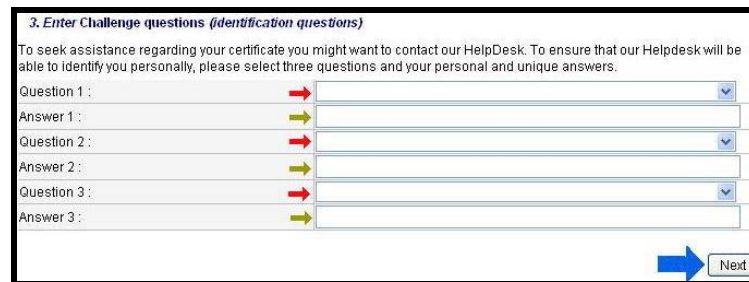 3. Enter Challenge questions (identification questions)
To seek assistance regarding your certificate you might want to contact our HelpDesk. To ensure that our Helpdesk will be
able to identify you personally, please select three questions and your personal and unique answers.
Question 1 :
Answer 1 :
Question 2 :
Answer 2 :
Question 3 :
Answer 3 :
Next